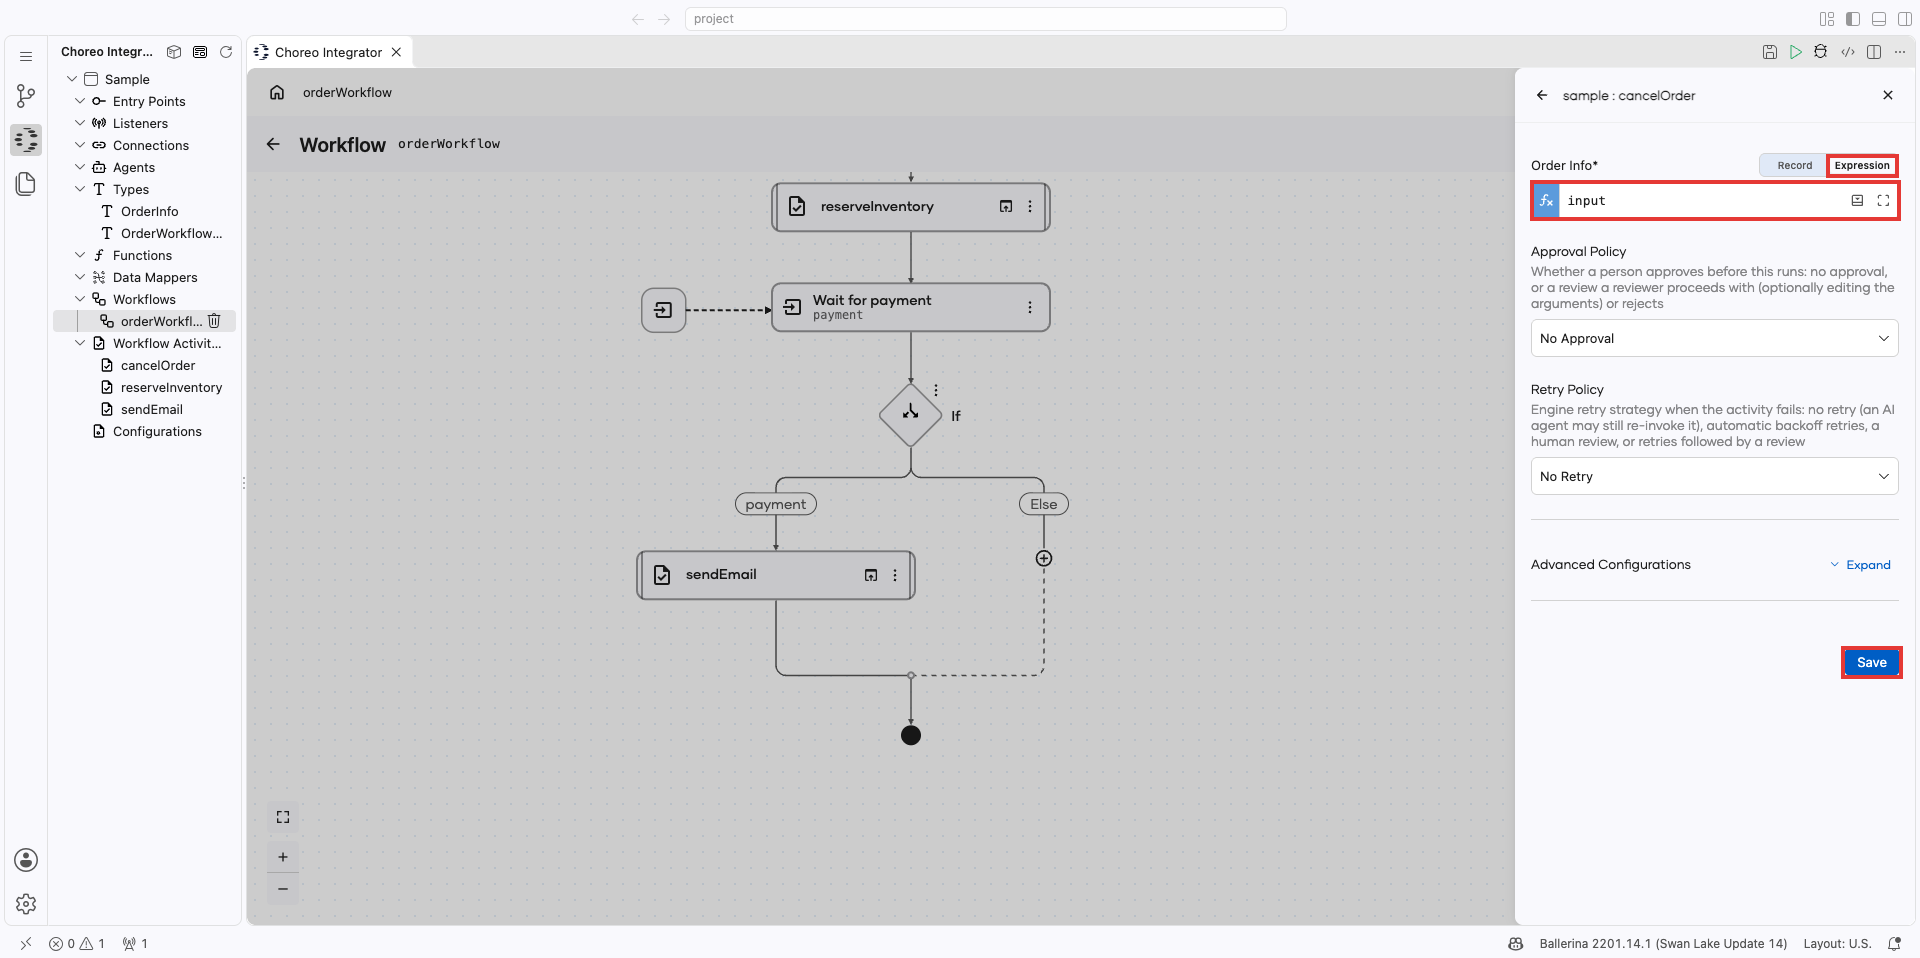 project
Choreo Integr...
Sample
Entry Points
Listeners
Connections
Agents
Types
OrderInfo
OrderWorkflow...
Functions
Data Mappers
Workflows
orderWorkfl...
Workflow Activit...
cancelOrder
reserveInventory
sendEmail
Configurations
Choreo Integrator
orderWorkflow
Workflow orderWorkflow
reserveInventory
Wait for payment
payment
If
payment
Else
sendEmail
sample : cancelOrder
Order Info*
Record
Expression
fx
input
Approval Policy
Whether a person approves before this runs: no approval,
or a review a reviewer proceeds with (optionally editing the
arguments) or rejects
No Approval
Retry Policy
Engine retry strategy when the activity fails: no retry (an AI
agent may still re-invoke it), automatic backoff retries, a
human review, or retries followed by a review
No Retry
Advanced Configurations
Expand
Save
0 1 1
Ballerina 2201.14.1 (Swan Lake Update 14)
Layout: U.S.